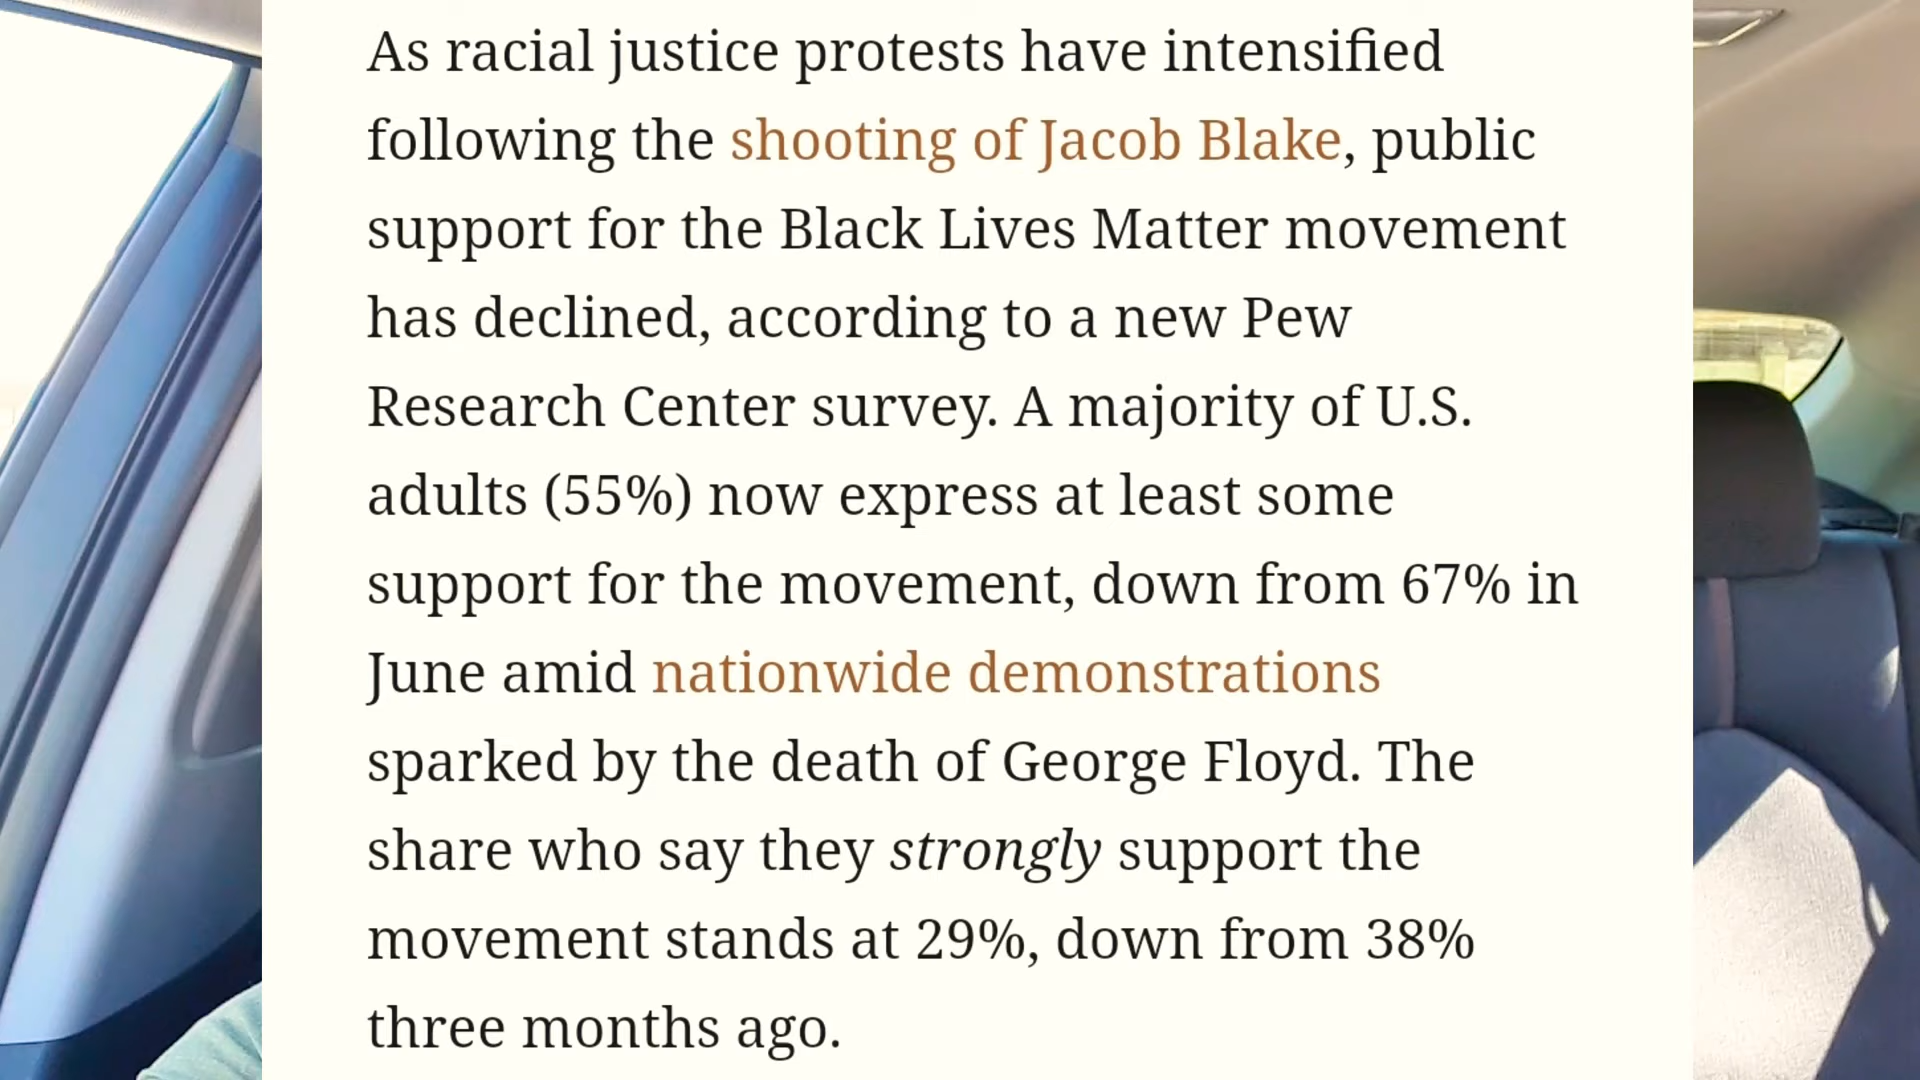 As racial justice protests have intensified
following the shooting of Jacob Blake, public
support for the Black Lives Matter movement
has declined, according to a new Pew
Research Center survey. A majority of U.S.
adults (55%) now express at least some
support for the movement, down from 67% in
June amid nationwide demonstrations
sparked by the death of George Floyd. The
share who say they strongly support the
movement stands at 29%, down from 38%
three months ago.